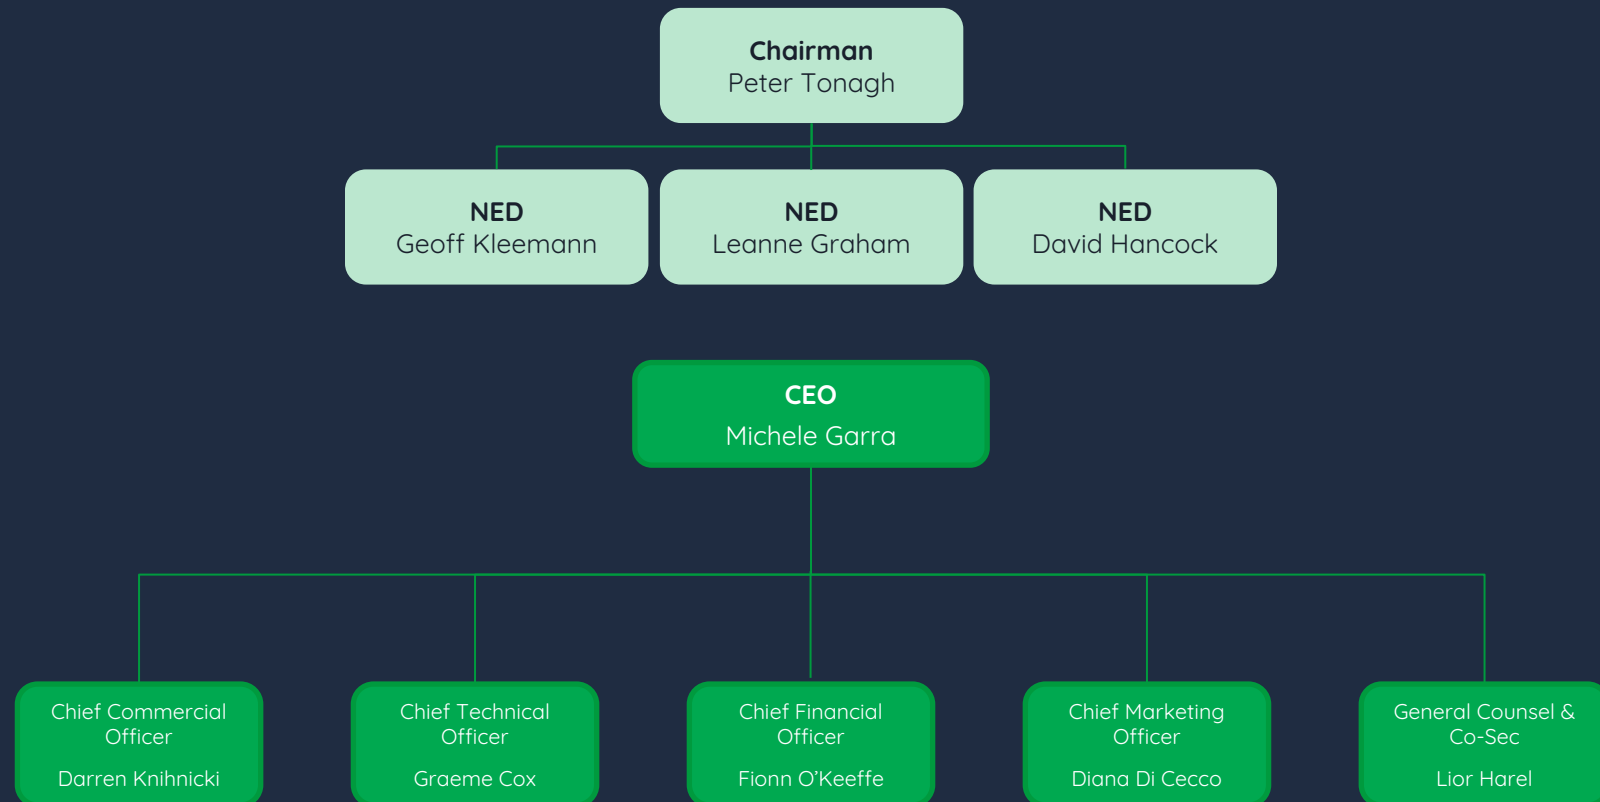 Chairman
Peter Tonagh
NED
Geoff Kleemann
NED
Leanne Graham
NED
David Hancock
CEO
Michele Garra
Chief Commercial
Officer
Darren Knihnicki
Chief Technical
Officer
Graeme Cox
Chief Financial
Officer
Fionn O’Keeffe
Chief Marketing
Officer
Diana Di Cecco
General Counsel &
Co-Sec
Lior Harel